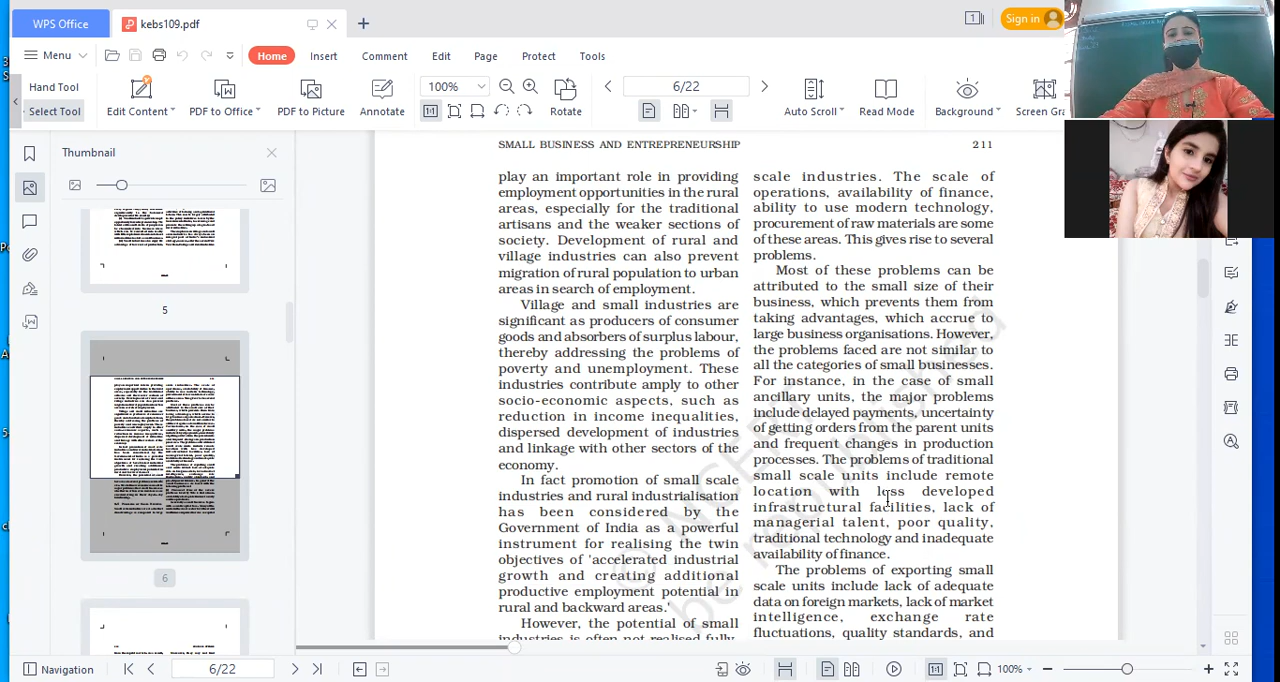 WPS Office
kebs109.pdf
Sign in
Menu
Home
Insert
Comment
Edit
Page
Protect
Tools
Hand Tool
Select Tool
Edit Content
PDF to Office
PDF to Picture
Annotate
100%
Rotate
6/22
Auto Scroll
Read Mode
Background
Screen Gra
Thumbnail
5
6
SMALL BUSINESS AND ENTREPRENEURSHIP
211
play an important role in providing
employment opportunities in the rural
areas, especially for the traditional
artisans and the weaker sections of
society. Development of rural and
village industries can also prevent
migration of rural population to urban
areas in search of employment.
Village and small industries are
significant as producers of consumer
goods and absorbers of surplus labour,
thereby addressing the problems of
poverty and unemployment. These
industries contribute amply to other
socio-economic aspects, such as
reduction in income inequalities,
dispersed development of industries
and linkage with other sectors of the
economy.
In fact promotion of small scale
industries and rural industrialisation
has been considered by the
Government of India as a powerful
instrument for realising the twin
objectives of 'accelerated industrial
growth and creating additional
productive employment potential in
rural and backward areas.'
However, the potential of small
industries is often not realised fully,
scale industries. The scale of
operations, availability of finance,
ability to use modern technology,
procurement of raw materials are some
of these areas. This gives rise to several
problems.
Most of these problems can be
attributed to the small size of their
business, which prevents them from
taking advantages, which accrue to
large business organisations. However,
the problems faced are not similar to
all the categories of small businesses.
For instance, in the case of small
ancillary units, the major problems
include delayed payments, uncertainty
of getting orders from the parent units
and frequent changes in production
processes. The problems of traditional
small scale units include remote
location with less developed
infrastructural facilities, lack of
managerial talent, poor quality,
traditional technology and inadequate
availability of finance.
The problems of exporting small
scale units include lack of adequate
data on foreign markets, lack of market
intelligence, exchange rate
fluctuations, quality standards, and
Navigation
6/22
100%